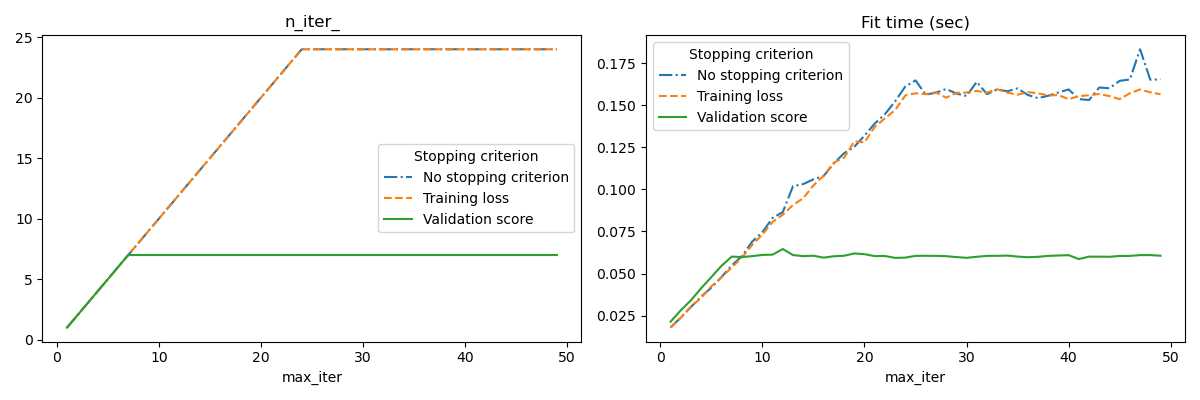 n_iter_
25
20
15
10
5
0
Stopping criterion
No stopping criterion
Training loss
Validation score
0 10 20 30 40 50
max_iter
Fit time (sec)
0.175
0.150
0.125
0.100
0.075
0.050
0.025
Stopping criterion
No stopping criterion
Training loss
Validation score
0 10 20 30 40 50
max_iter